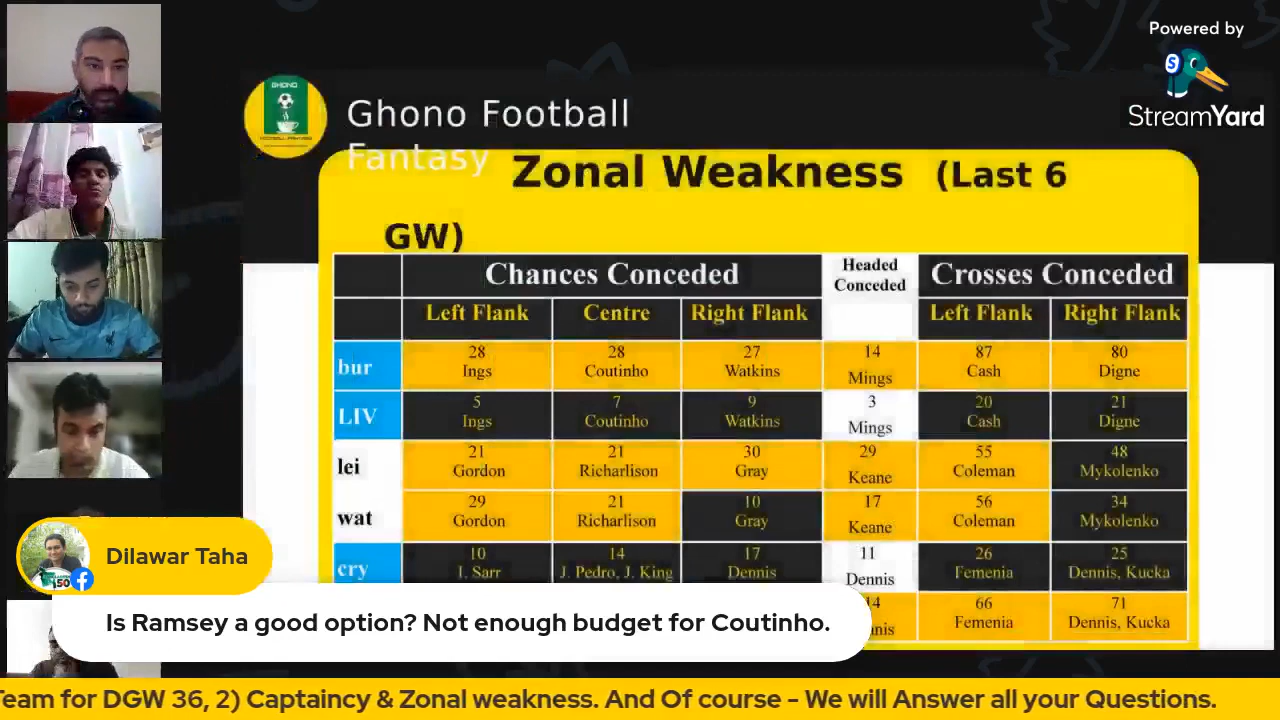 Powered by
StreamYard
GHONO
Ghono Football
Fantasy
Zonal Weakness (Last 6
GW)
Chances Conceded Headed Conceded Crosses Conceded
Left Flank Centre Right Flank Left Flank Right Flank
bur 28 Ings 28 Coutinho 27 Watkins 14 Mings 87 Cash 80 Digne
LIV 5 Ings 7 Coutinho 9 Watkins 3 Mings 20 Cash 21 Digne
lei 21 Gordon 21 Richarlison 30 Gray 29 Keane 55 Coleman 48 Mykolenko
wat 29 Gordon 21 Richarlison 10 Gray 17 Keane 56 Coleman 34 Mykolenko
cry 10 I. Sarr 14 J. Pedro, J. King 17 Dennis 11 Dennis 26 Femenia 25 Dennis, Kucka
66 Femenia 71 Dennis, Kucka
50
Dilawar Taha
Is Ramsey a good option? Not enough budget for Coutinho.
Team for DGW 36, 2) Captaincy & Zonal weakness. And Of course - We will Answer all your Questions.